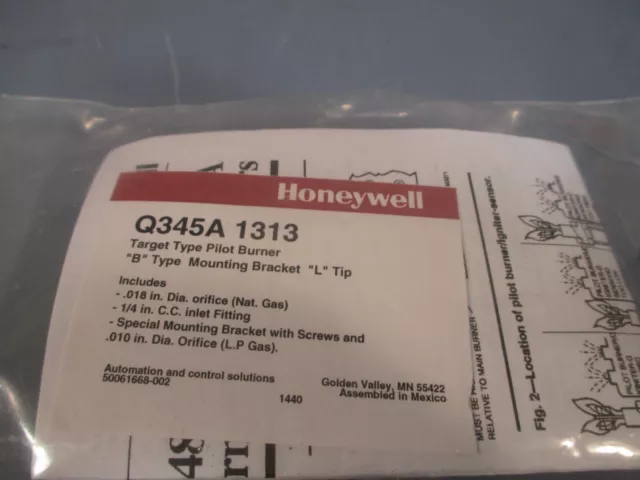 Honeywell
Q345A 1313
Target Type Pilot Burner
"B" Type Mounting Bracket "L" Tip
Includes
- .018 in. Dia. orifice (Nat. Gas)
- 1/4 in. C.C. inlet Fitting
- Special Mounting Bracket with Screws and
.010 in. Dia. Orifice (L.P Gas).
Automation and control solutions
50061668-002
1440
Golden Valley, MN 55422
Assembled in Mexico
MUST BE
RELATIVE TO MAIN BURNER
Fig. 2—Location of pilot burner/igniter-sensor.